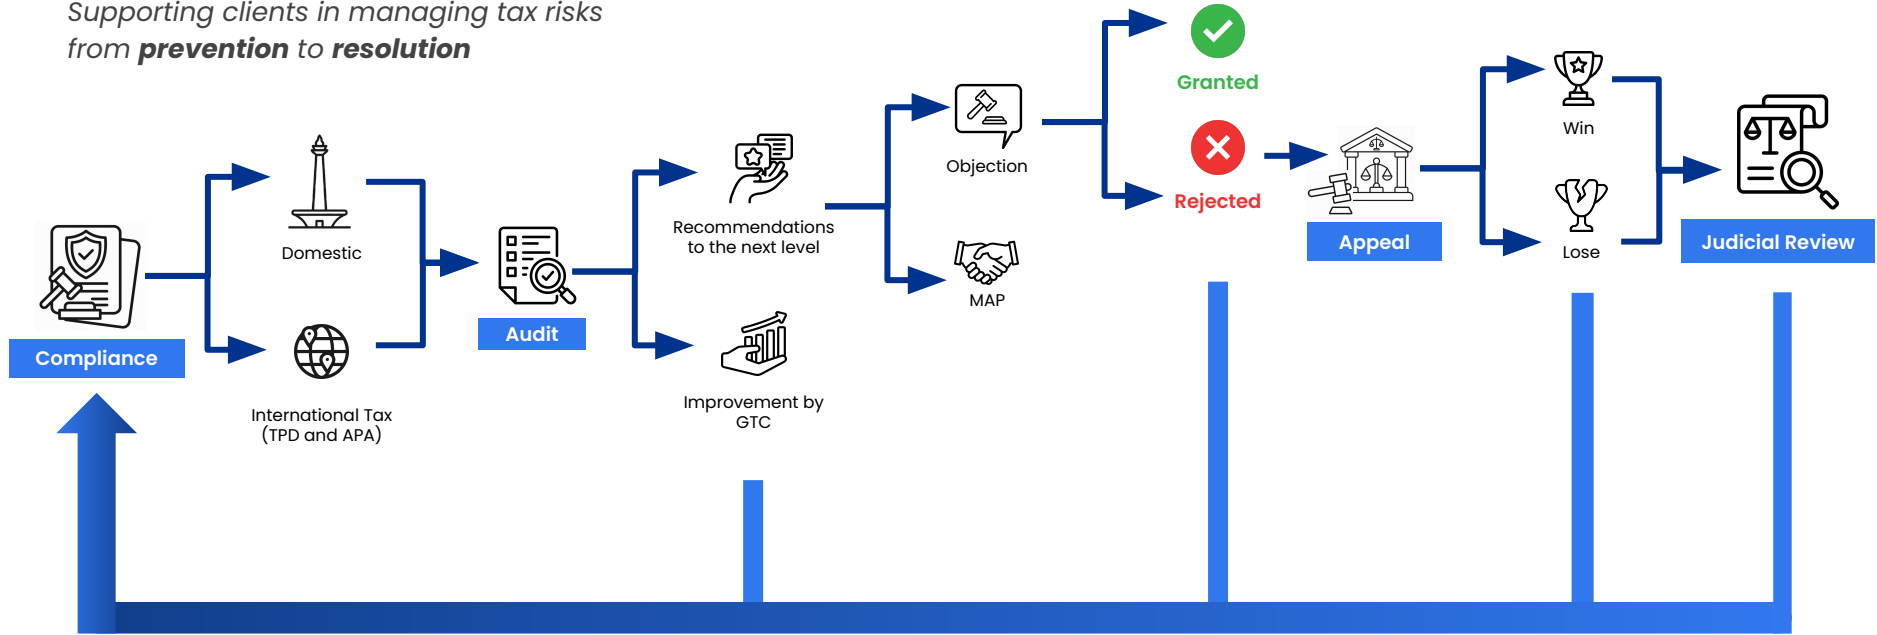 Supporting clients in managing tax risks
from prevention to resolution
Compliance
Domestic
International Tax
(TPD and APA)
Audit
Recommendations
to the next level
Improvement by
GTC
Objection
MAP
Granted
Rejected
Appeal
Win
Lose
Judicial Review